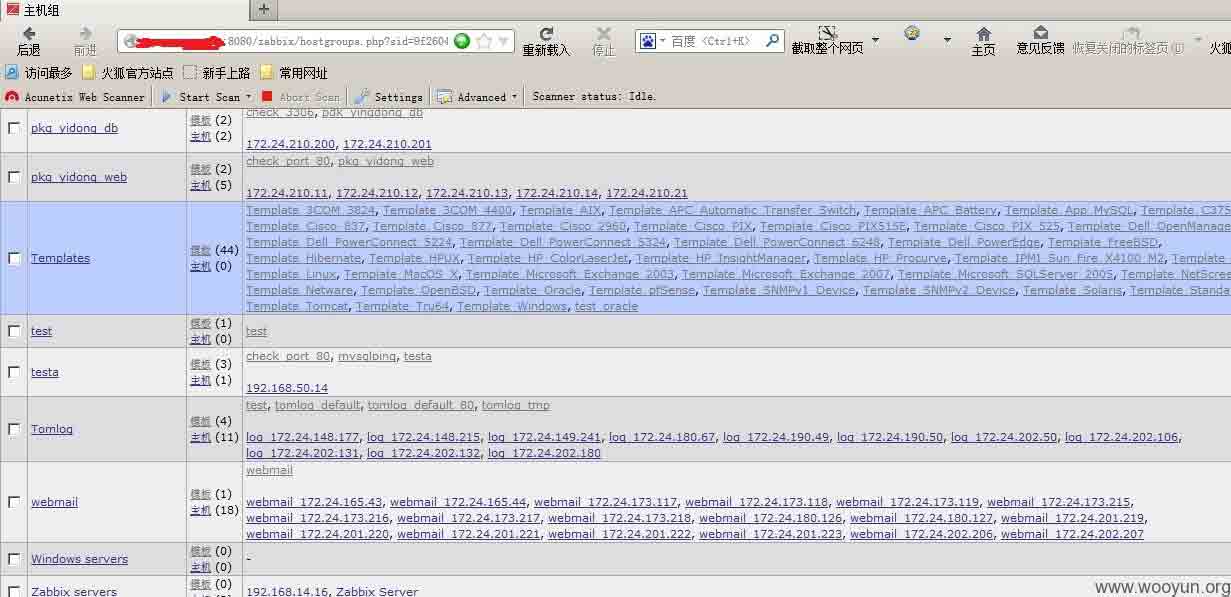 主机组
后退 前进 :8080/zabbix/hostgroups.php?sid=9f2604 重新载入 停止 百度 <Ctrl+K> 截取整个网页 主页 意见反馈 恢复关闭的标签页(U) 火狐
访问最多 火狐官方站点 新手上路 常用网址
Acunetix Web Scanner Start Scan Abort Scan Settings Advanced Scanner status: Idle.
pkg_yidong_db 模板 (2) 主机 (2)
check_3306, pdk_yingdong_db
172.24.210.200, 172.24.210.201
pkg_yidong_web 模板 (2) 主机 (5)
check_port_80, pkg_yidong_web
172.24.210.11, 172.24.210.12, 172.24.210.13, 172.24.210.14, 172.24.210.21
Templates 模板 (44) 主机 (0)
Template_3COM_3824, Template_3COM_4400, Template_AIX, Template_APC_Automatic_Transfer_Switch, Template_APC_Battery, Template_App_MySQL, Template_C375
Template_Cisco_837, Template_Cisco_877, Template_Cisco_2960, Template_Cisco_PIX, Template_Cisco_PIX515E, Template_Cisco_PIX_525, Template_Dell_OpenManage
Template_Dell_PowerConnect_5224, Template_Dell_PowerConnect_5324, Template_Dell_PowerConnect_6248, Template_Dell_PowerEdge, Template_FreeBSD,
Template_Hibernate, Template_HPUX, Template_HP_ColorLaserJet, Template_HP_InsightManager, Template_HP_Procurve, Template_IPMI_Sun_Fire_X4100_M2, Template
Template_Linux, Template_MacOS_X, Template_Microsoft_Exchange_2003, Template_Microsoft_Exchange_2007, Template_Microsoft_SQLServer_2005, Template_NetScree
Template_Netware, Template_OpenBSD, Template_Oracle, Template_pfSense, Template_SNMPv1_Device, Template_SNMPv2_Device, Template_Solaris, Template_Standa
Template_Tomcat, Template_Tru64, Template_Windows, test_oracle
test 模板 (1) 主机 (0)
test
testa 模板 (3) 主机 (1)
check_port_80, mysqlping, testa
192.168.50.14
Tomlog 模板 (4) 主机 (11)
test, tomlog_default, tomlog_default_80, tomlog_tmp
log_172.24.148.177, log_172.24.148.215, log_172.24.149.241, log_172.24.180.67, log_172.24.190.49, log_172.24.190.50, log_172.24.202.50, log_172.24.202.106,
log_172.24.202.131, log_172.24.202.132, log_172.24.202.180
webmail 模板 (1) 主机 (18)
webmail
webmail_172.24.165.43, webmail_172.24.165.44, webmail_172.24.173.117, webmail_172.24.173.118, webmail_172.24.173.119, webmail_172.24.173.215,
webmail_172.24.173.216, webmail_172.24.173.217, webmail_172.24.173.218, webmail_172.24.180.126, webmail_172.24.180.127, webmail_172.24.201.219,
webmail_172.24.201.220, webmail_172.24.201.221, webmail_172.24.201.222, webmail_172.24.201.223, webmail_172.24.202.206, webmail_172.24.202.207
Windows servers 模板 (0) 主机 (0)
-
Zabbix servers 模板 (0)
192.168.14.16, Zabbix Server
www.wooyun.org